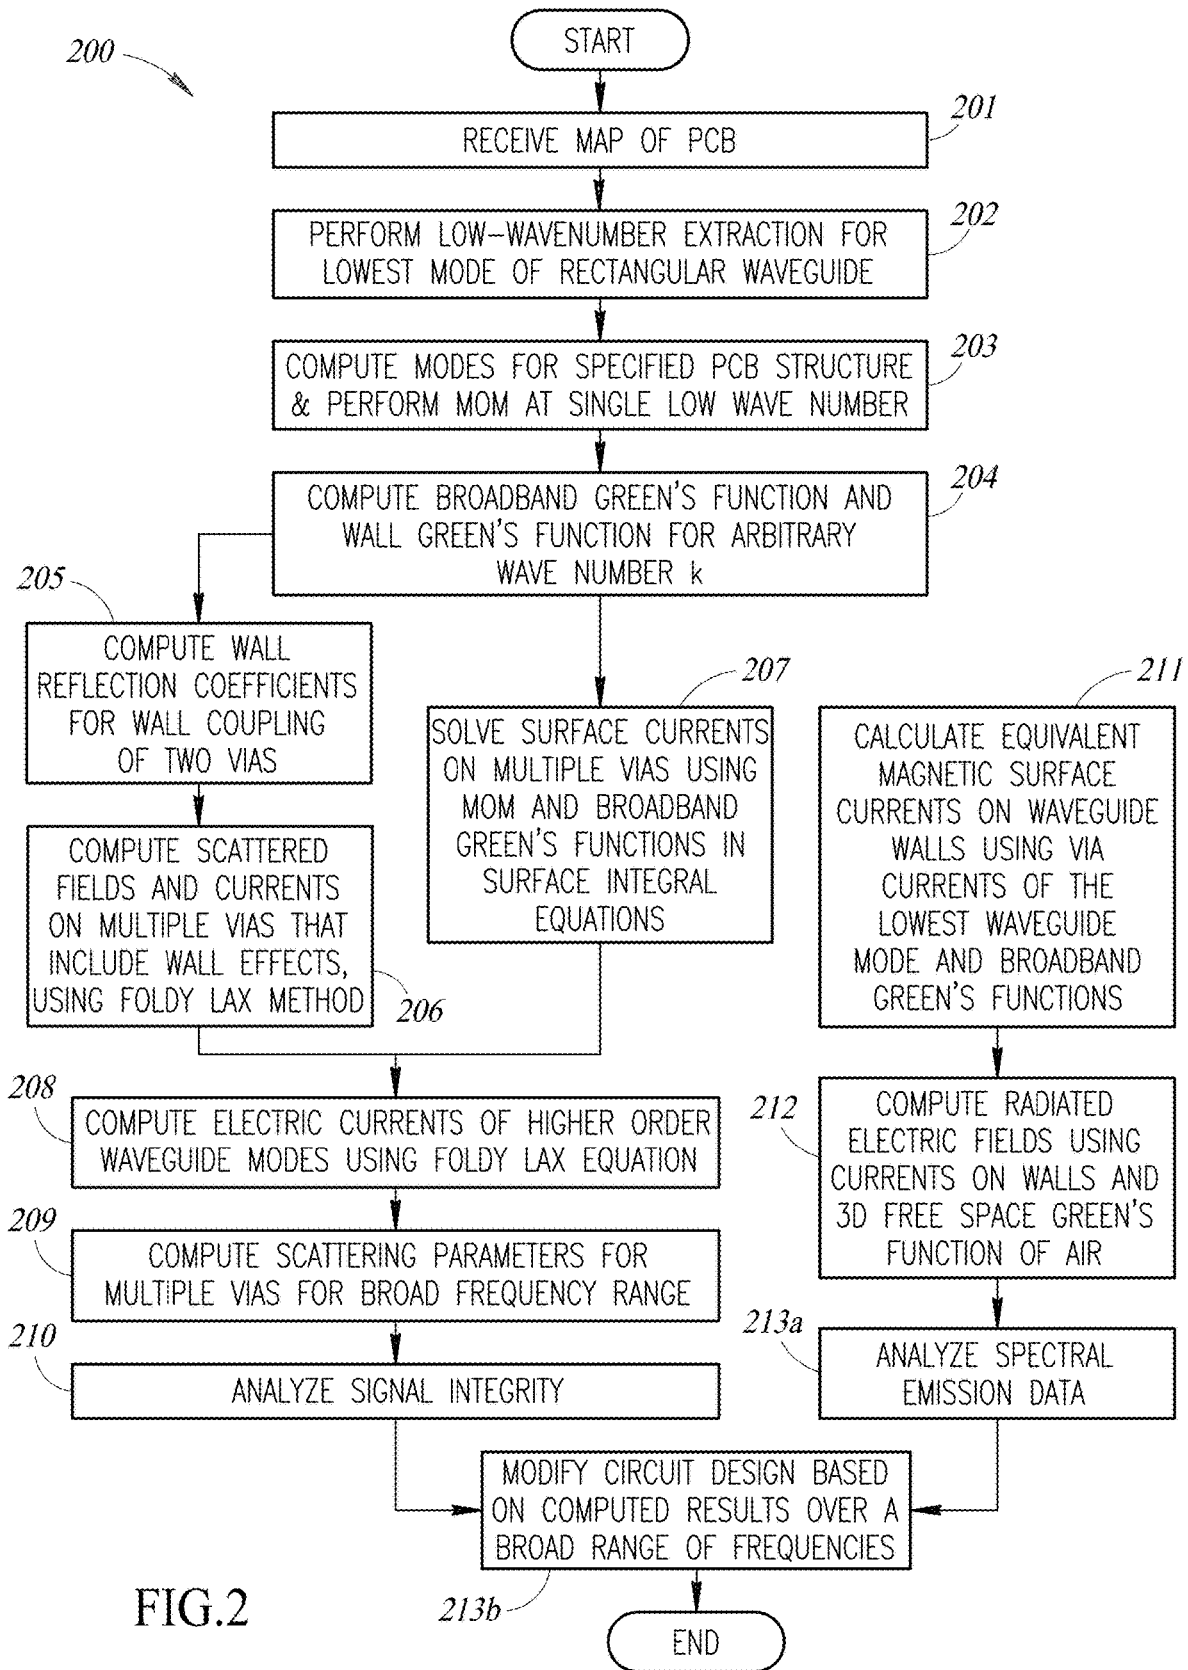 200
START
201
RECEIVE MAP OF PCB
202
PERFORM LOW-WAVENUMBER EXTRACTION FOR
LOWEST MODE OF RECTANGULAR WAVEGUIDE
203
COMPUTE MODES FOR SPECIFIED PCB STRUCTURE
& PERFORM MOM AT SINGLE LOW WAVE NUMBER
204
COMPUTE BROADBAND GREEN'S FUNCTION AND
WALL GREEN'S FUNCTION FOR ARBITRARY
WAVE NUMBER k
205
COMPUTE WALL
REFLECTION COEFFICIENTS
FOR WALL COUPLING
OF TWO VIAS
COMPUTE SCATTERED
FIELDS AND CURRENTS
ON MULTIPLE VIAS THAT
INCLUDE WALL EFFECTS,
USING FOLDY LAX METHOD
206
207
SOLVE SURFACE CURRENTS
ON MULTIPLE VIAS USING
MOM AND BROADBAND
GREEN'S FUNCTIONS IN
SURFACE INTEGRAL
EQUATIONS
208
COMPUTE ELECTRIC CURRENTS OF HIGHER ORDER
WAVEGUIDE MODES USING FOLDY LAX EQUATION
209
COMPUTE SCATTERING PARAMETERS FOR
MULTIPLE VIAS FOR BROAD FREQUENCY RANGE
210
ANALYZE SIGNAL INTEGRITY
211
CALCULATE EQUIVALENT
MAGNETIC SURFACE
CURRENTS ON WAVEGUIDE
WALLS USING VIA
CURRENTS OF THE
LOWEST WAVEGUIDE
MODE AND BROADBAND
GREEN'S FUNCTIONS
212
COMPUTE RADIATED
ELECTRIC FIELDS USING
CURRENTS ON WALLS AND
3D FREE SPACE GREEN'S
FUNCTION OF AIR
213a
ANALYZE SPECTRAL
EMISSION DATA
MODIFY CIRCUIT DESIGN BASED
ON COMPUTED RESULTS OVER A
BROAD RANGE OF FREQUENCIES
213b
END
FIG.2